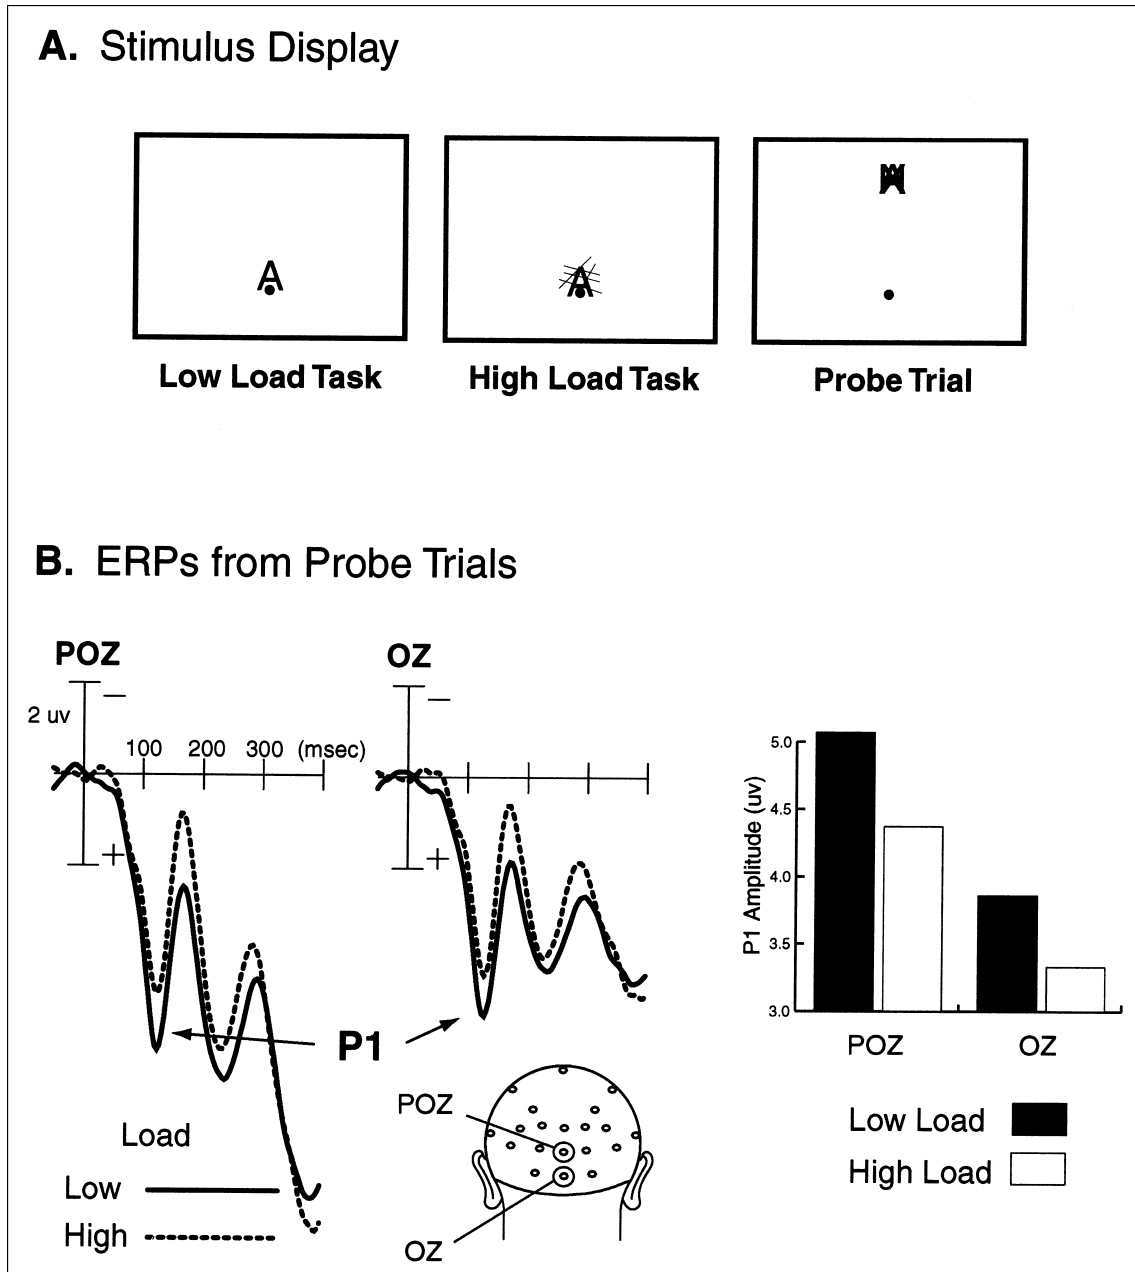 A. Stimulus Display
A
A
Low Load Task
High Load Task
Probe Trial
B. ERPs from Probe Trials
POZ
OZ
2 uv
−
−
100 200 300 (msec)
+
+
P1
Load
Low
High
POZ
OZ
P1 Amplitude (uv)
5.0
4.5
4.0
3.5
3.0
POZ
OZ
Low Load
High Load